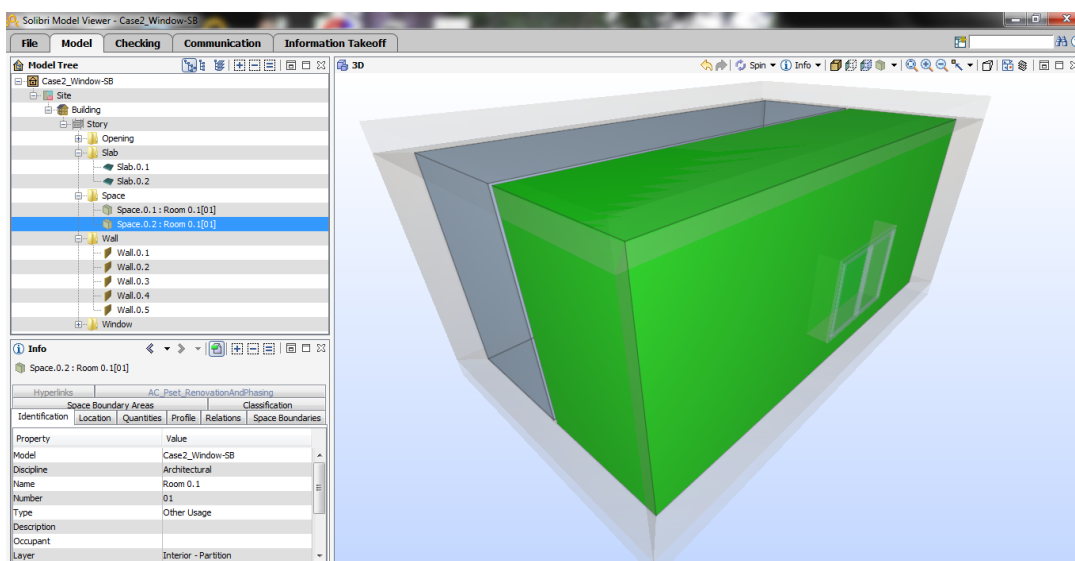 Solibri Model Viewer - Case2_Window-SB
File Model Checking Communication Information Takeoff
Model Tree
Case2_Window-SB
Site
Building
Story
Opening
Slab
Slab.0.1
Slab.0.2
Space
Space.0.1 : Room 0.1[01]
Space.0.2 : Room 0.1[01]
Wall
Wall.0.1
Wall.0.2
Wall.0.3
Wall.0.4
Wall.0.5
Window
3D
Spin Info
Info
Space.0.2 : Room 0.1[01]
Hyperlinks AC_Pset_RenovationAndPhasing
Space Boundary Areas Classification
Identification Location Quantities Profile Relations Space Boundaries
Property Value
Model Case2_Window-SB
Discipline Architectural
Name Room 0.1
Number 01
Type Other Usage
Description
Occupant
Layer Interior - Partition